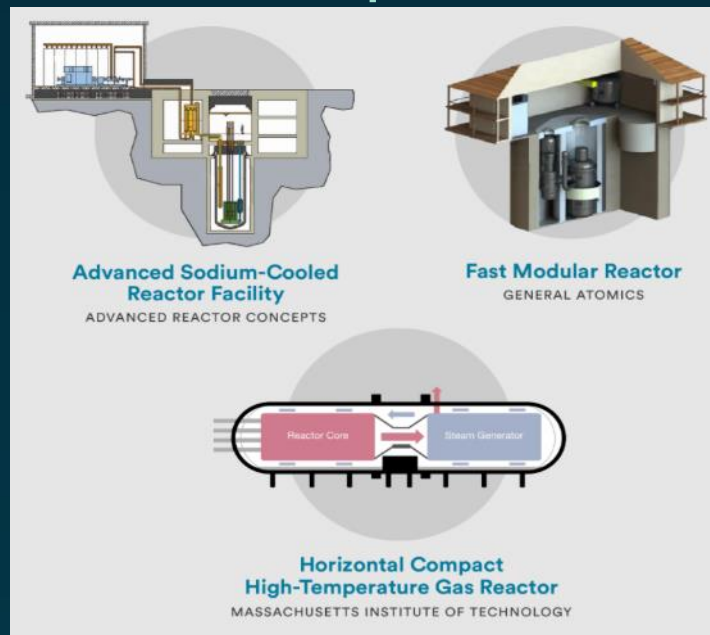 Advanced Sodium-Cooled
Reactor Facility
ADVANCED REACTOR CONCEPTS
Fast Modular Reactor
GENERAL ATOMICS
Reactor Core
Steam Generator
Horizontal Compact
High-Temperature Gas Reactor
MASSACHUSETTS INSTITUTE OF TECHNOLOGY